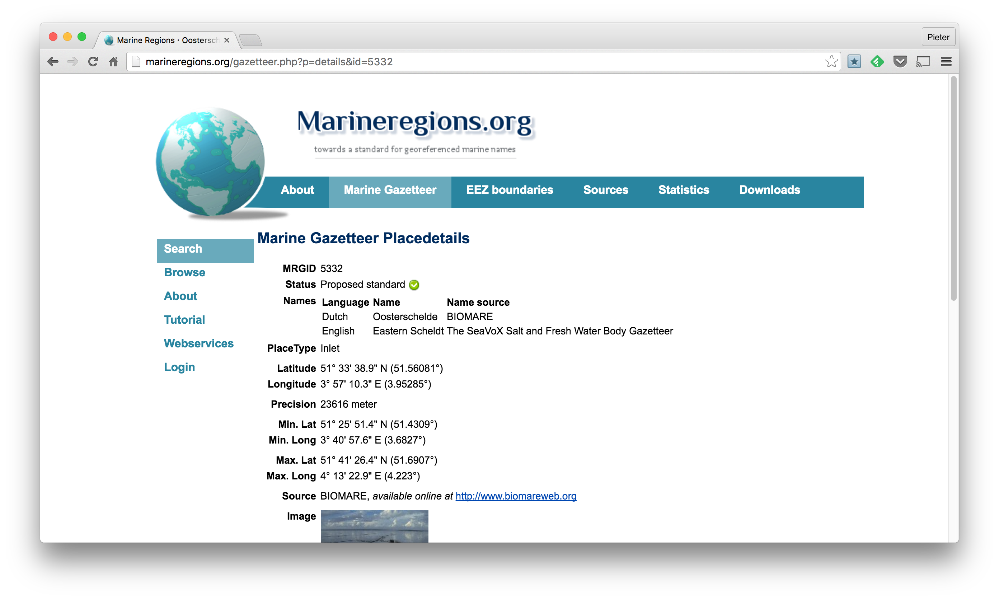 Marine Regions · Oostersch
Pieter
marineregions.org/gazetteer.php?p=details&id=5332
Marineregions.org
towards a standard for georeferenced marine names
About Marine Gazetteer EEZ boundaries Sources Statistics Downloads
Search
Browse
About
Tutorial
Webservices
Login
Marine Gazetteer Placedetails
MRGID 5332
Status Proposed standard
Names Language Name Name source
Dutch Oosterschelde BIOMARE
English Eastern Scheldt The SeaVoX Salt and Fresh Water Body Gazetteer
PlaceType Inlet
Latitude 51° 33' 38.9" N (51.56081°)
Longitude 3° 57' 10.3" E (3.95285°)
Precision 23616 meter
Min. Lat 51° 25' 51.4" N (51.4309°)
Min. Long 3° 40' 57.6" E (3.6827°)
Max. Lat 51° 41' 26.4" N (51.6907°)
Max. Long 4° 13' 22.9" E (4.223°)
Source BIOMARE, available online at http://www.biomareweb.org
Image